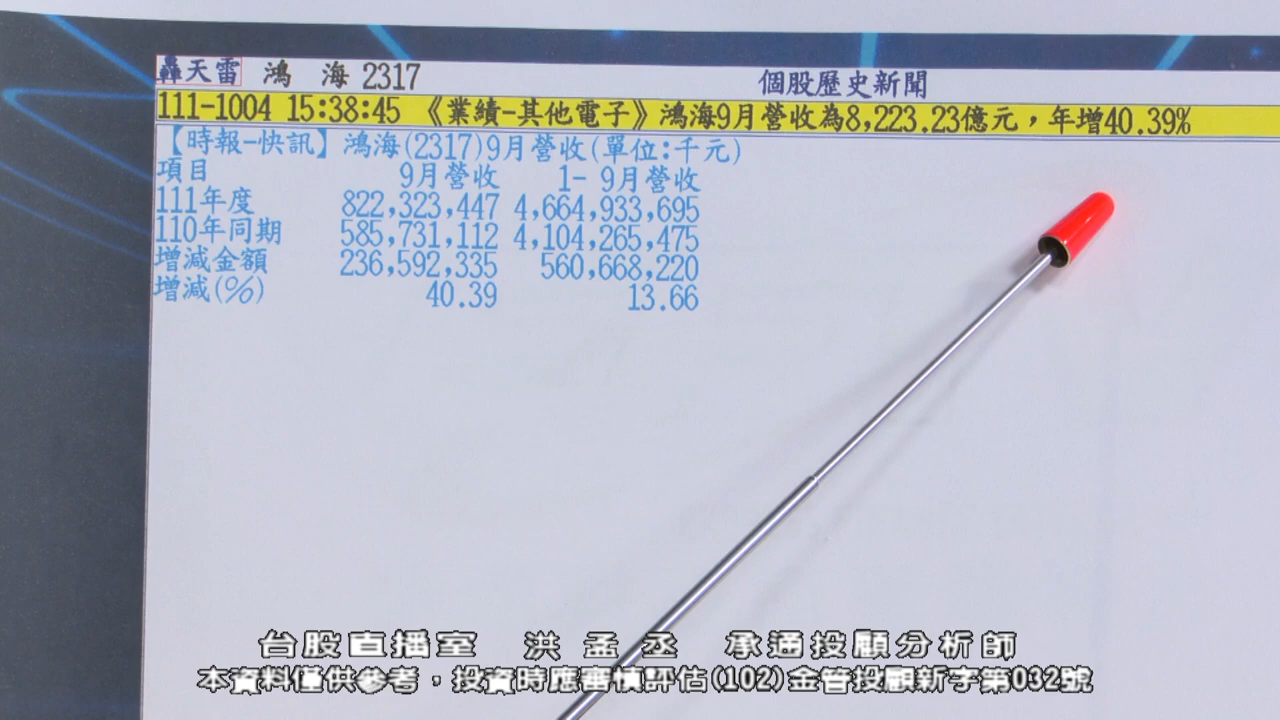 轟天雷 鴻 海 2317 個股歷史新聞
111-1004 15:38:45 《業績-其他電子》鴻海9月營收為8,223.23億元，年增40.39%
【時報-快訊】鴻海(2317)9月營收(單位:千元)
項目 9月營收 1- 9月營收
111年度 822,323,447 4,664,933,695
110年同期 585,731,112 4,104,265,475
增減金額 236,592,335 560,668,220
增減(%) 40.39 13.66
台股直播室 洪 孟 丞 承通投顧分析師
本資料僅供參考，投資時應審慎評估(102)金管投顧新字第032號